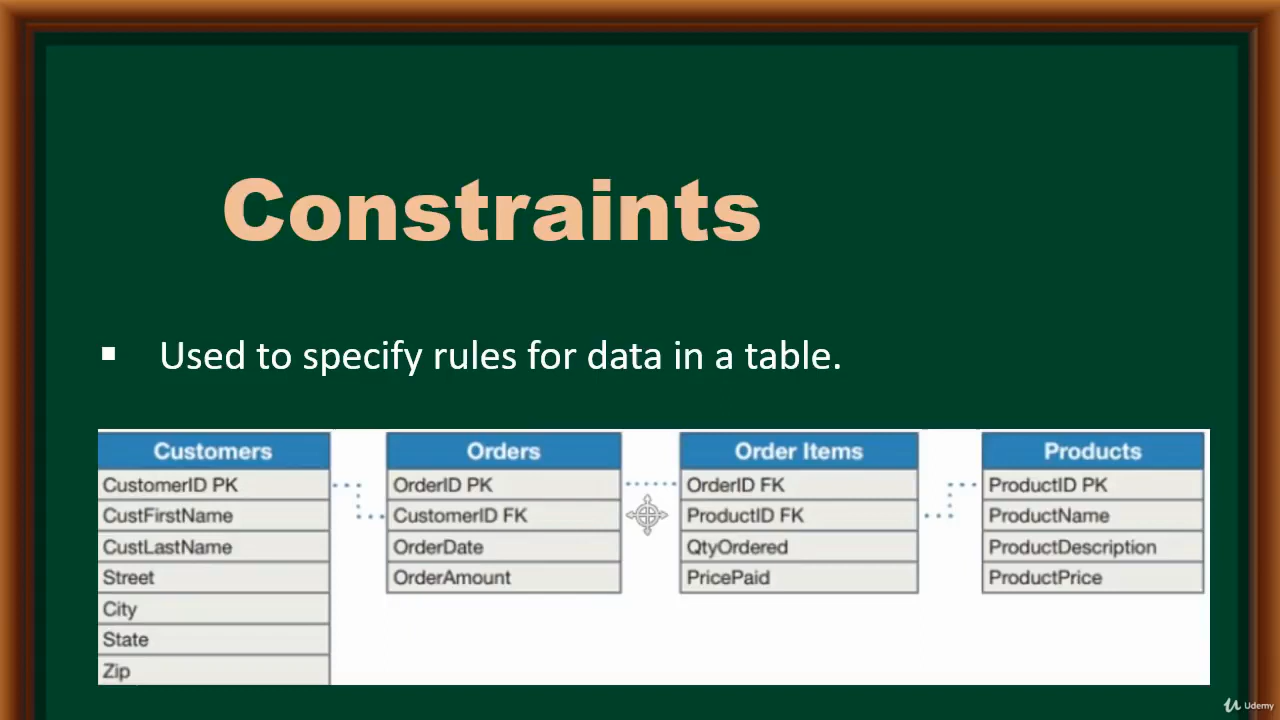 Constraints
▪ Used to specify rules for data in a table.
Customers
CustomerID PK
CustFirstName
CustLastName
Street
City
State
Zip
Orders
OrderID PK
CustomerID FK
OrderDate
OrderAmount
Order Items
OrderID FK
ProductID FK
QtyOrdered
PricePaid
Products
ProductID PK
ProductName
ProductDescription
ProductPrice
Udemy